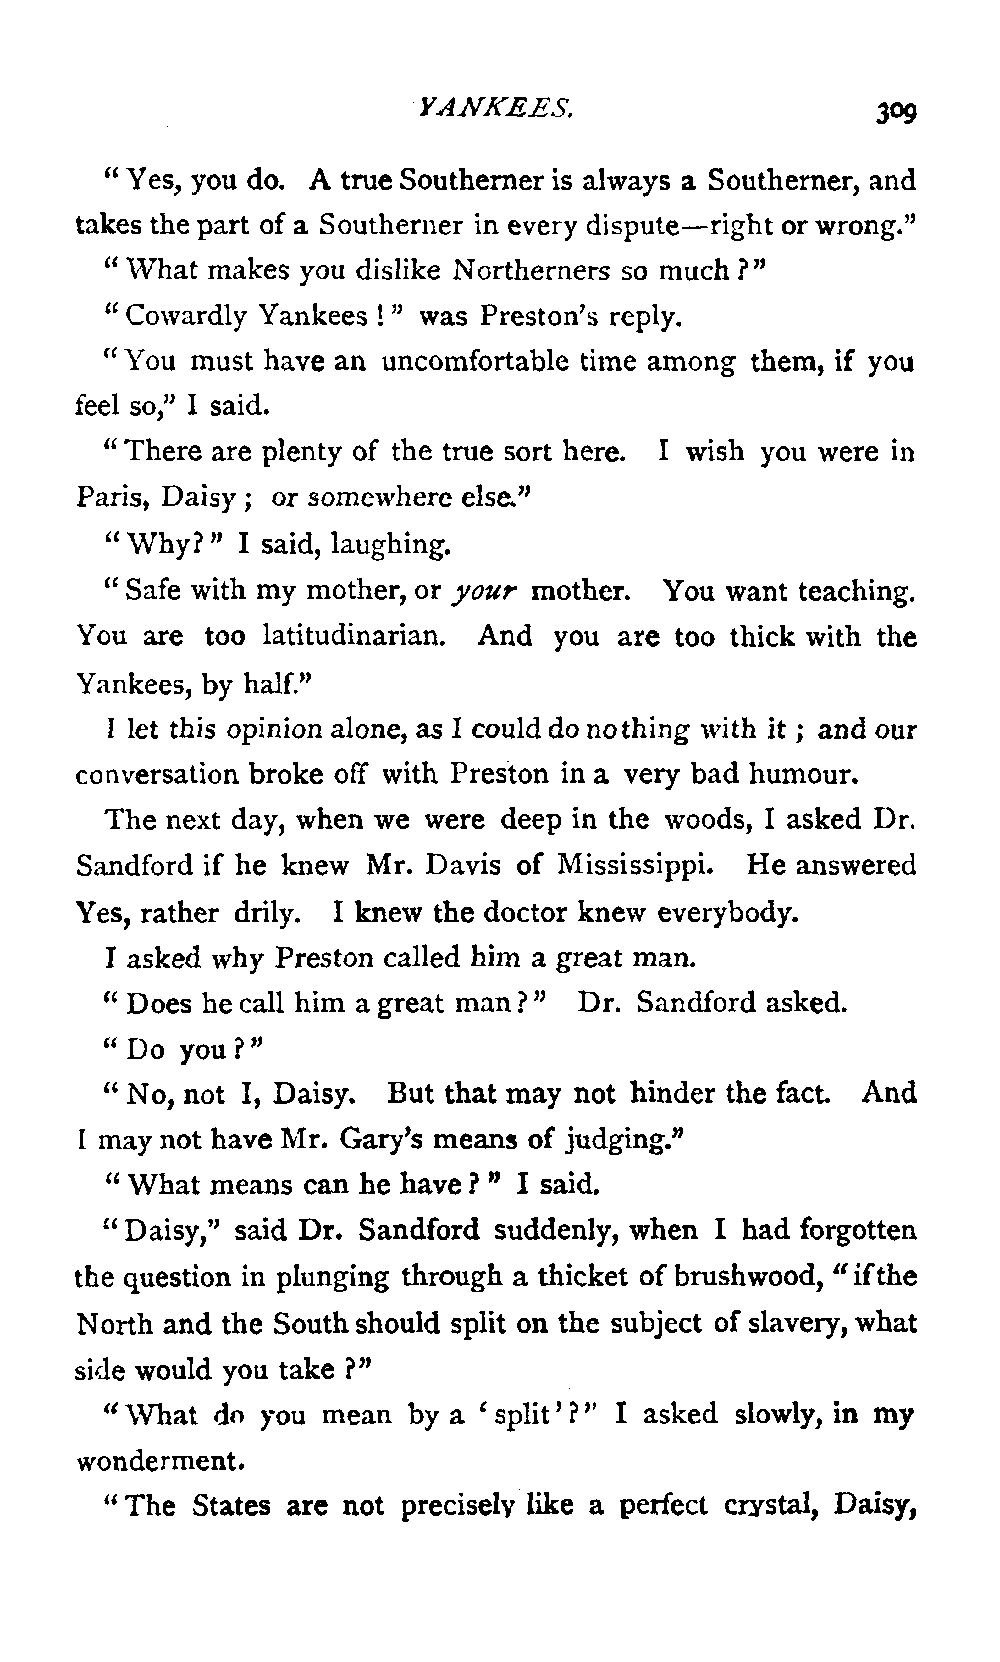 YANKEES. 309
“Yes, you do. A true Southerner is always a Southerner, and
takes the part of a Southerner in every dispute—right or wrong.”
“What makes you dislike Northerners so much?”
“Cowardly Yankees!” was Preston's reply.
“You must have an uncomfortable time among them, if you
feel so,” I said.
“There are plenty of the true sort here. I wish you were in
Paris, Daisy; or somewhere else.”
“Why?” I said, laughing.
“Safe with my mother, or your mother. You want teaching.
You are too latitudinarian. And you are too thick with the
Yankees, by half.”
I let this opinion alone, as I could do nothing with it; and our
conversation broke off with Preston in a very bad humour.
The next day, when we were deep in the woods, I asked Dr.
Sandford if he knew Mr. Davis of Mississippi. He answered
Yes, rather drily. I knew the doctor knew everybody.
I asked why Preston called him a great man.
“Does he call him a great man?” Dr. Sandford asked.
“Do you?”
“No, not I, Daisy. But that may not hinder the fact. And
I may not have Mr. Gary's means of judging.”
“What means can he have?” I said.
“Daisy,” said Dr. Sandford suddenly, when I had forgotten
the question in plunging through a thicket of brushwood, “if the
North and the South should split on the subject of slavery, what
side would you take?”
“What do you mean by a ‘split’?” I asked slowly, in my
wonderment.
“The States are not precisely like a perfect crystal, Daisy,